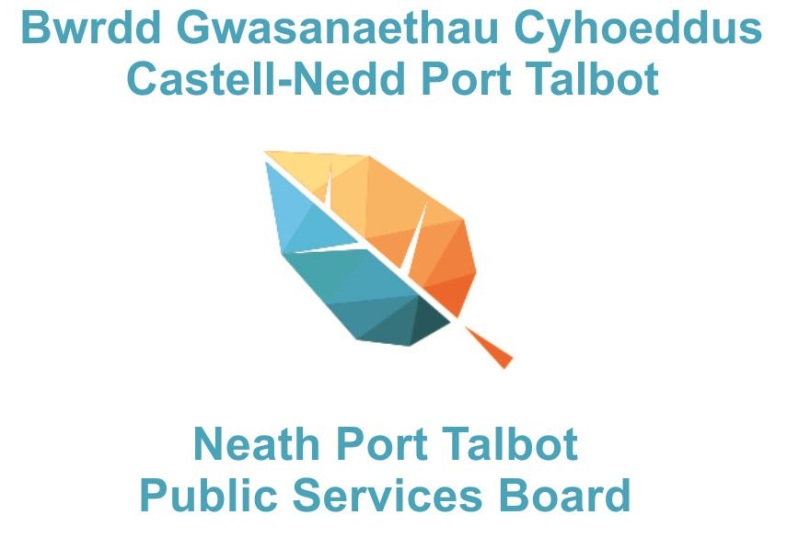 Bwrdd Gwasanaethau Cyhoeddus
Castell-Nedd Port Talbot
Neath Port Talbot
Public Services Board